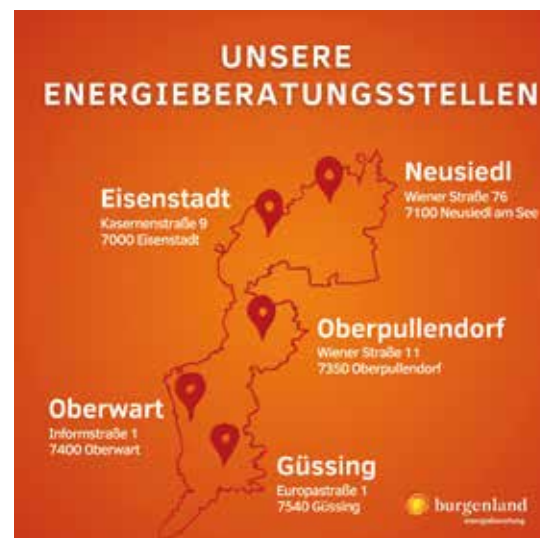 UNSERE
ENERGIEBERATUNGSSTELLEN
Neusiedl
Wiener Straße 76
7100 Neusiedl am See
Eisenstadt
Kasernenstraße 9
7000 Eisenstadt
Oberpullendorf
Wiener Straße 11
7350 Oberpullendorf
Oberwart
Informstraße 1
7400 Oberwart
Güssing
Europastraße 1
7540 Güssing
burgenland
energieberatung